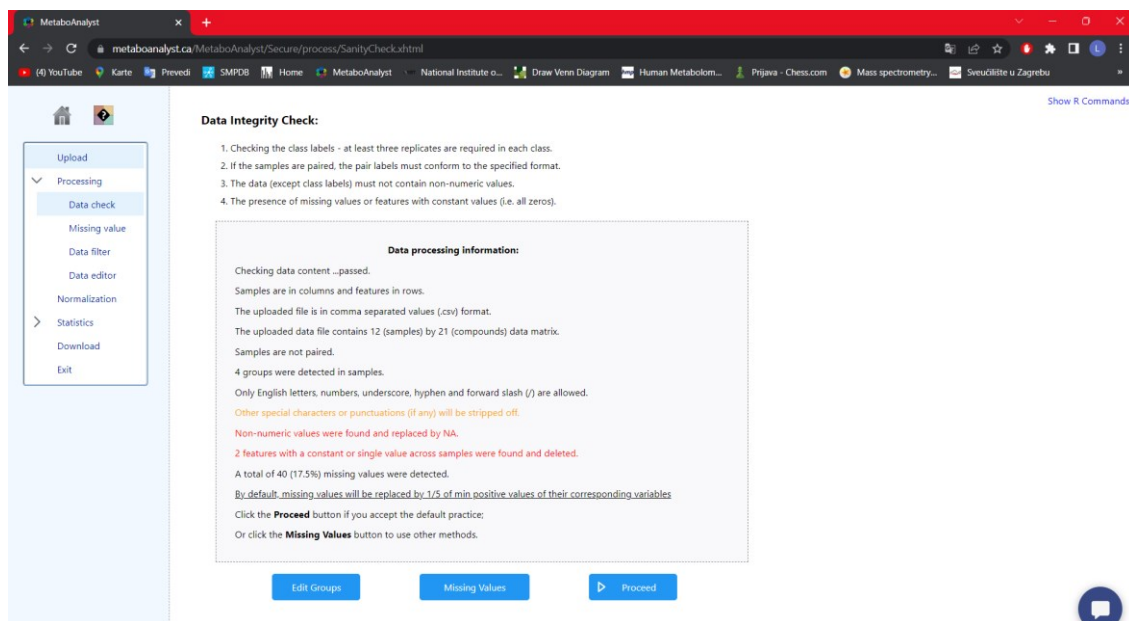 MetaboAnalyst
metaboanalyst.ca/MetaboAnalyst/Secure/process/SanityCheck.xhtml
(4) YouTube Karte Prevedi SMPDB Home MetaboAnalyst National Institute o... Draw Venn Diagram Human Metabolom... Prijava - Chess.com Mass spectrometry... Sveučilište u Zagrebu »
Show R Commands
Upload
Processing
Data check
Missing value
Data filter
Data editor
Normalization
Statistics
Download
Exit
Data Integrity Check:
1. Checking the class labels - at least three replicates are required in each class.
2. If the samples are paired, the pair labels must conform to the specified format.
3. The data (except class labels) must not contain non-numeric values.
4. The presence of missing values or features with constant values (i.e. all zeros).
Data processing information:
Checking data content ...passed.
Samples are in columns and features in rows.
The uploaded file is in comma separated values (.csv) format.
The uploaded data file contains 12 (samples) by 21 (compounds) data matrix.
Samples are not paired.
4 groups were detected in samples.
Only English letters, numbers, underscore, hyphen and forward slash (/) are allowed.
Other special characters or punctuations (if any) will be stripped off.
Non-numeric values were found and replaced by NA.
2 features with a constant or single value across samples were found and deleted.
A total of 40 (17.5%) missing values were detected.
By default, missing values will be replaced by 1/5 of min positive values of their corresponding variables
Click the Proceed button if you accept the default practice;
Or click the Missing Values button to use other methods.
Edit Groups Missing Values Proceed